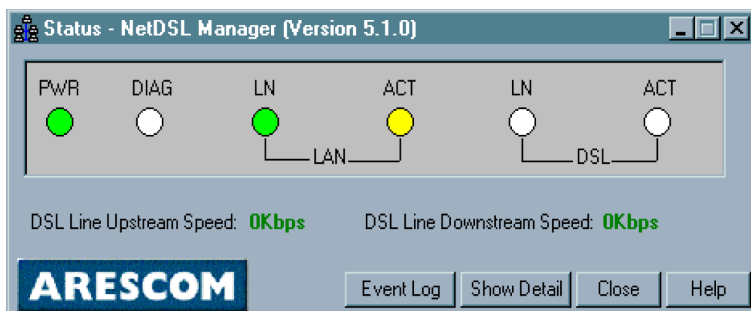 Status - NetDSL Manager (Version 5.1.0)
PWR DIAG LN ACT LN ACT
LAN DSL
DSL Line Upstream Speed: 0Kbps DSL Line Downstream Speed: 0Kbps
ARESCOM Event Log Show Detail Close Help